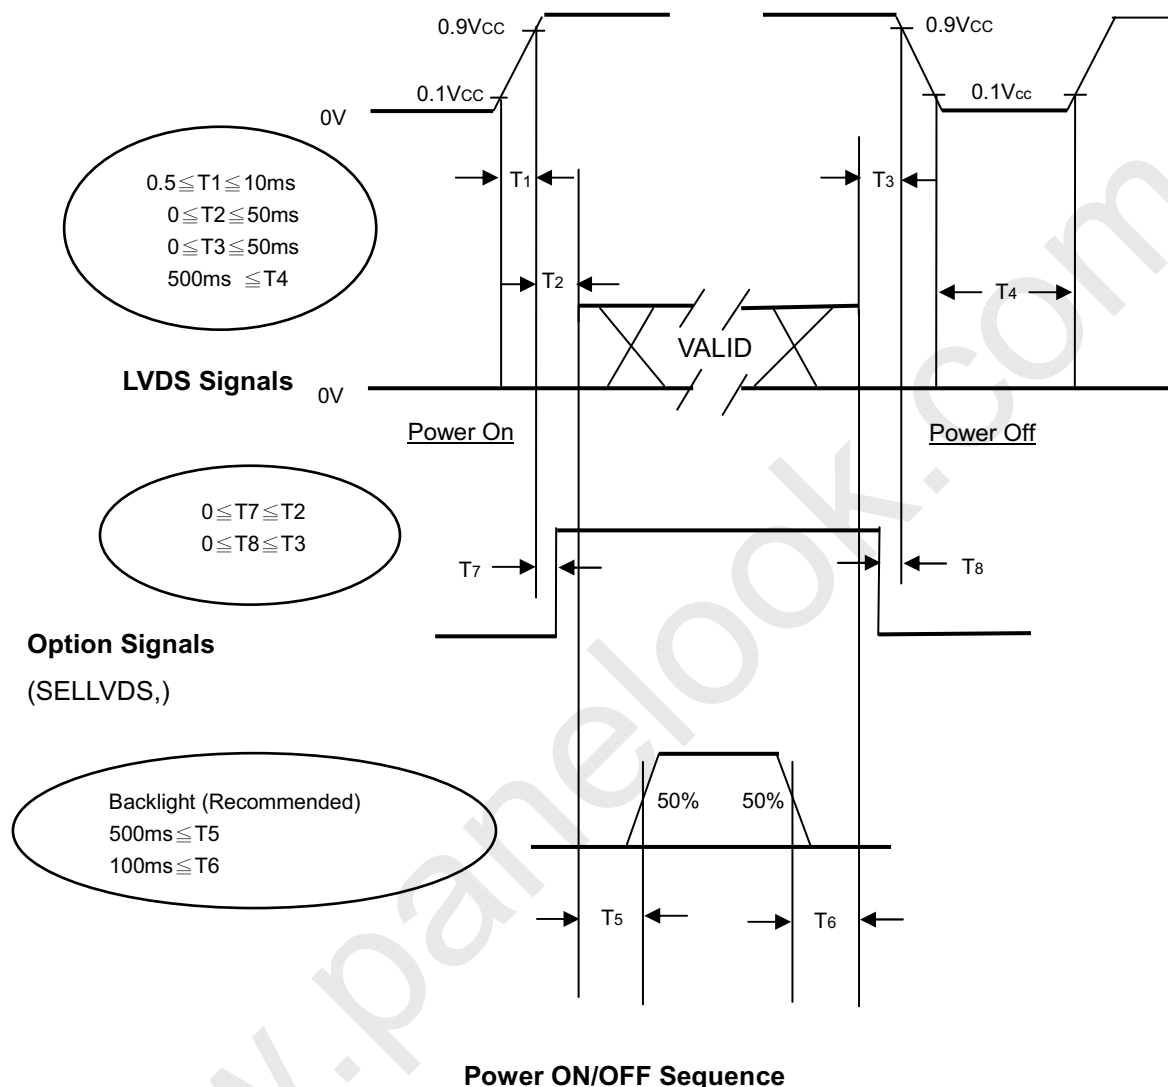 0.9Vcc
0.9Vcc
0.1Vcc
0.1Vcc
0V
0.5≦T1≦10ms
0≦T2≦50ms
0≦T3≦50ms
500ms ≦T4
T1
T3
T2
T4
VALID
LVDS Signals
0V
Power On
Power Off
0≦T7≦T2
0≦T8≦T3
T7
T8
Option Signals
(SELLVDS,)
Backlight (Recommended)
500ms≦T5
100ms≦T6
50%
50%
T5
T6
Power ON/OFF Sequence
w.panelook.com